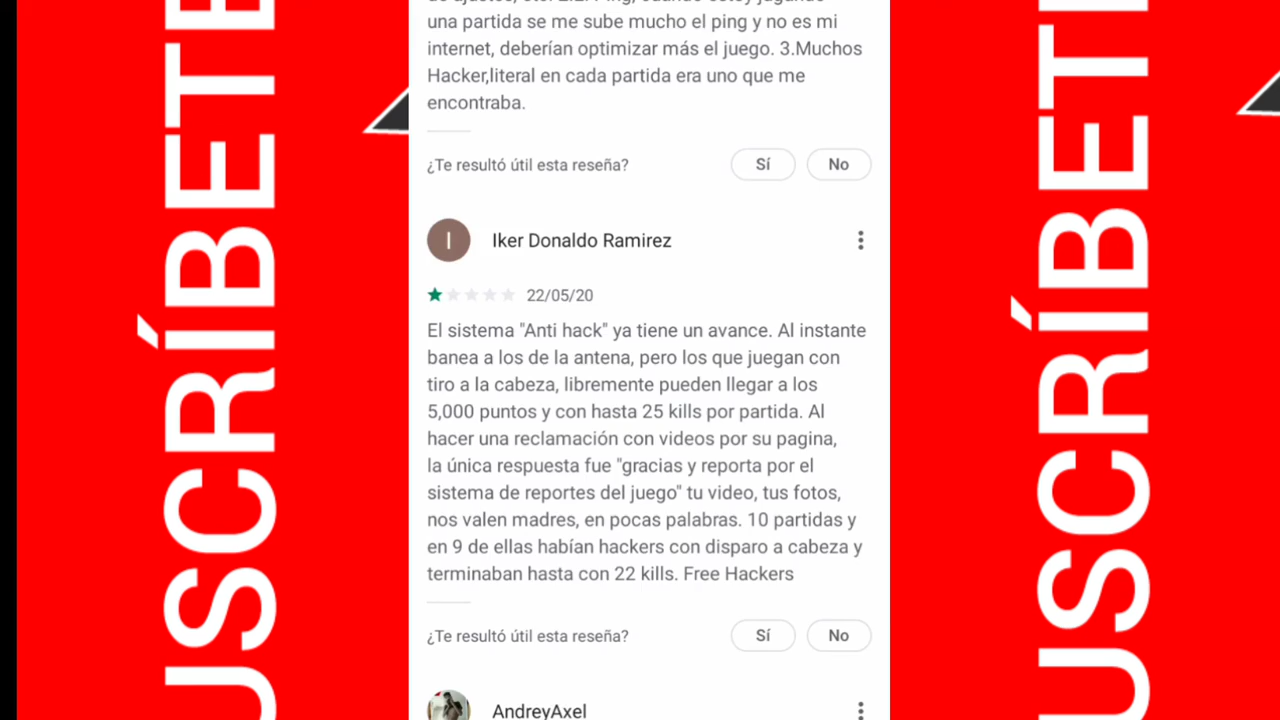 una partida se me sube mucho el ping y no es mi
internet, deberían optimizar más el juego. 3.Muchos
Hacker,literal en cada partida era uno que me
encontraba.
¿Te resultó útil esta reseña?
Sí
No
I
Iker Donaldo Ramirez
22/05/20
El sistema "Anti hack" ya tiene un avance. Al instante
banea a los de la antena, pero los que juegan con
tiro a la cabeza, libremente pueden llegar a los
5,000 puntos y con hasta 25 kills por partida. Al
hacer una reclamación con videos por su pagina,
la única respuesta fue "gracias y reporta por el
sistema de reportes del juego" tu video, tus fotos,
nos valen madres, en pocas palabras. 10 partidas y
en 9 de ellas habían hackers con disparo a cabeza y
terminaban hasta con 22 kills. Free Hackers
¿Te resultó útil esta reseña?
Sí
No
AndreyAxel
USCRÍBETE
USCRÍBET